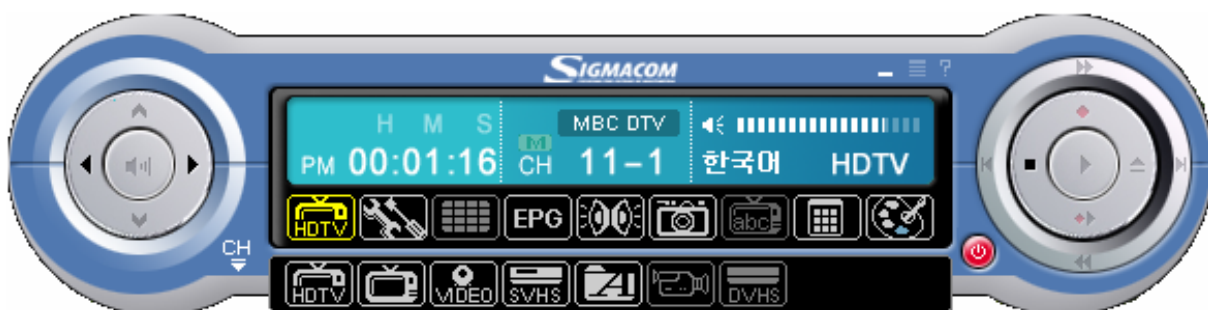 SIGMACOM
H M S
MBC DTV
PM 00:01:16
M
CH 11-1
한국어 HDTV
HDTV
EPG
abc
CH
HDTV
VIDEO
SVHS
DVHS